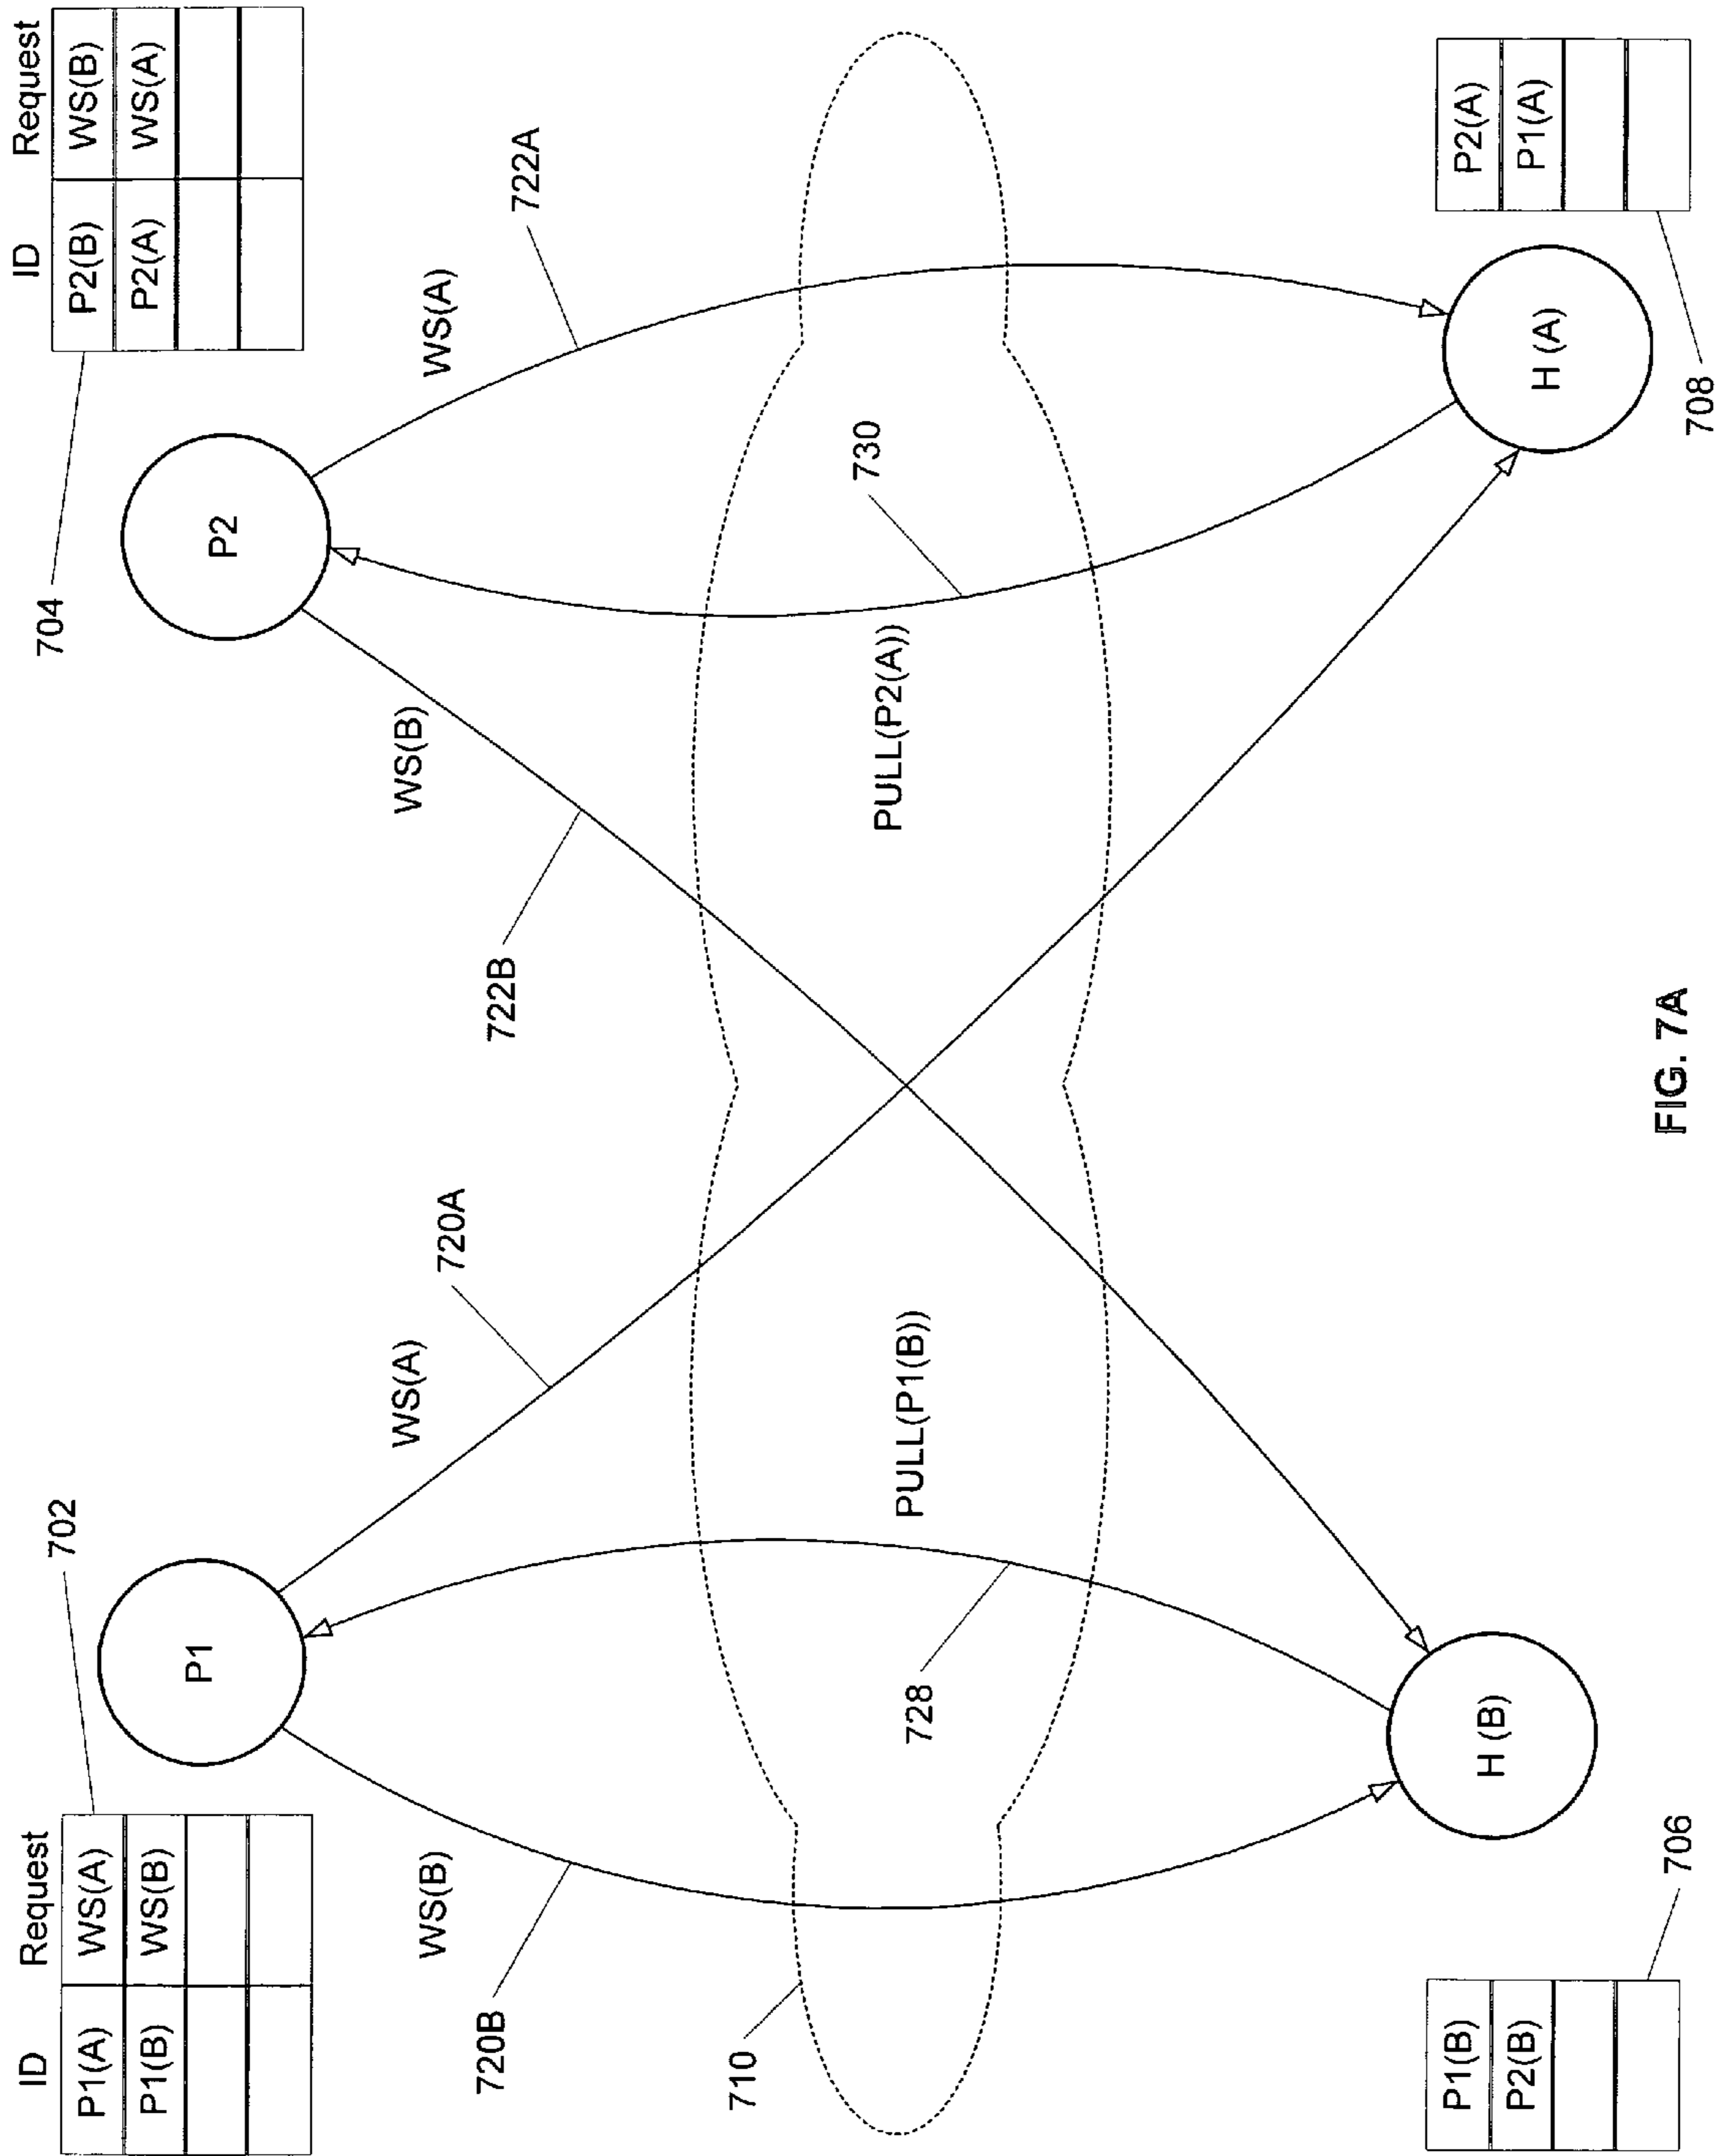 ID Request
P1(A) WS(A)
P1(B) WS(B)
702
P1
ID Request
P2(B) WS(B)
P2(A) WS(A)
704
P2
WS(B)
720B
WS(A)
720A
WS(B)
722B
WS(A)
722A
710
728
PULL(P1(B))
PULL(P2(A))
730
H (B)
H (A)
P1(B)
P2(B)
706
P2(A)
P1(A)
708
FIG. 7A